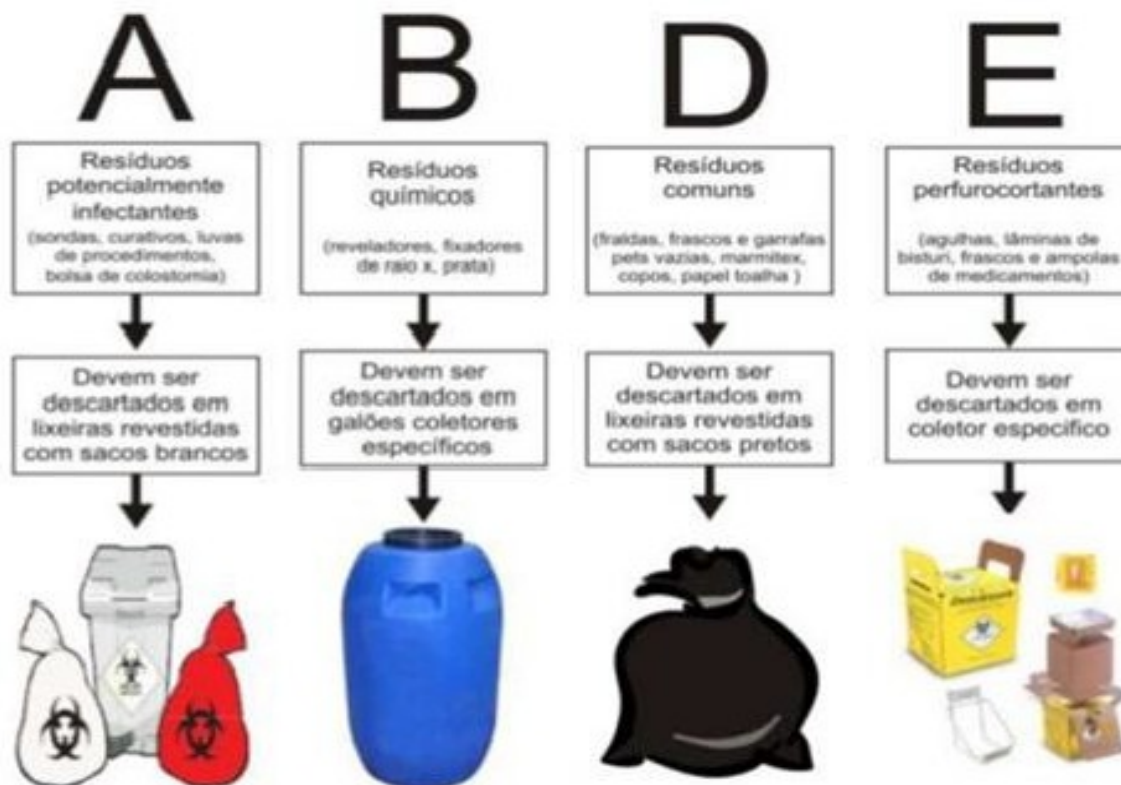 A
Resíduos
potencialmente
infectantes
(sondas, curativos, luvas
de procedimentos,
bolsa de colostomia)
Devem ser
descartados em
lixeiras revestidas
com sacos brancos
B
Resíduos
químicos
(reveladores, fixadores
de raio x, prata)
Devem ser
descartados em
galões coletores
específicos
D
Resíduos
comuns
(fraldas, frascos e garrafas
pets vazias, marmitex,
copos, papel toalha )
Devem ser
descartados em
lixeiras revestidas
com sacos pretos
E
Resíduos
perfurocortantes
(agulhas, lâminas de
bisturi, frascos e ampolas
de medicamentos)
Devem ser
descartados em
coletor específico